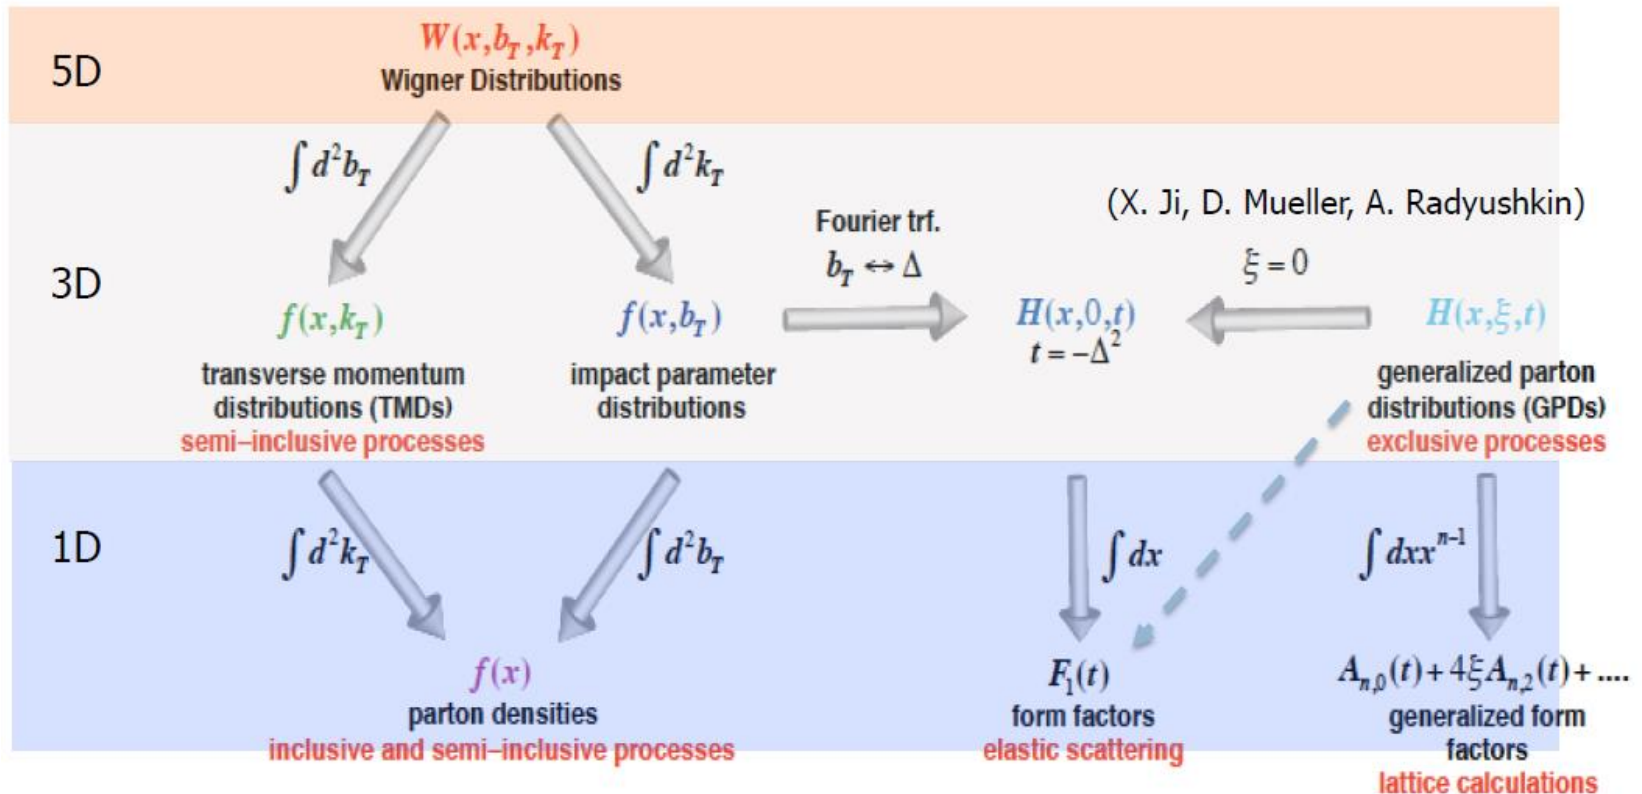 5D
W(x,b_T,k_T)
Wigner Distributions
∫d²b_T
∫d²k_T
3D
Fourier trf.
b_T ↔ Δ
(X. Ji, D. Mueller, A. Radyushkin)
ξ = 0
f(x,k_T)
transverse momentum
distributions (TMDs)
semi–inclusive processes
f(x,b_T)
impact parameter
distributions
H(x,0,t)
t = −Δ²
H(x,ξ,t)
generalized parton
distributions (GPDs)
exclusive processes
1D
∫d²k_T
∫d²b_T
∫dx
∫dxx^{n−1}
f(x)
parton densities
inclusive and semi–inclusive processes
F₁(t)
form factors
elastic scattering
A_{n,0}(t) + 4ξA_{n,2}(t) + ....
generalized form
factors
lattice calculations